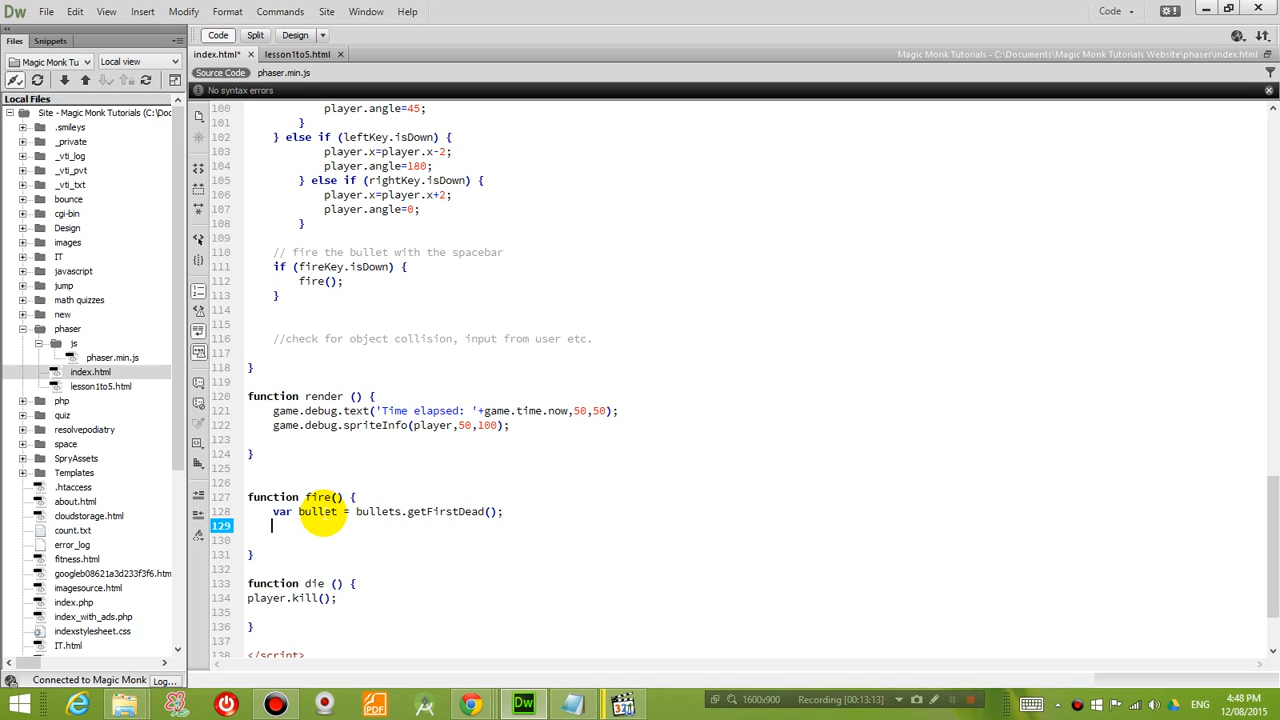 Dw File Edit View Insert Modify Format Commands Site Window Help Code
Files Snippets Code Split Design
Magic Monk Tu Local view index.html* lesson1to5.html Magic Monk Tutorials — C:\Documents\Magic Monk Tutorials Website\phaser\index.html
Source Code phaser.min.js
No syntax errors
Local Files
Site - Magic Monk Tutorials (C:\Doc
.smileys
_private
_vti_log
_vti_pvt
_vti_txt
bounce
cgi-bin
Design
images
IT
javascript
jump
math quizzes
new
phaser
js
phaser.min.js
index.html
lesson1to5.html
php
quiz
resolvepodiatry
space
SpryAssets
Templates
.htaccess
about.html
cloudstorage.html
count.txt
error_log
fitness.html
googleb08621a3d233f3f6.htm
imagesource.html
index.php
index_with_ads.php
indexstylesheet.css
IT.html
Connected to Magic Monk Log...
100 player.angle=45;
101 }
102 } else if (leftKey.isDown) {
103 player.x=player.x-2;
104 player.angle=180;
105 } else if (rightKey.isDown) {
106 player.x=player.x+2;
107 player.angle=0;
108 }
109
110 // fire the bullet with the spacebar
111 if (fireKey.isDown) {
112 fire();
113 }
114
115
116 //check for object collision, input from user etc.
117
118 }
119
120 function render () {
121 game.debug.text('Time elapsed: '+game.time.now,50,50);
122 game.debug.spriteInfo(player,50,100);
123
124 }
125
126
127 function fire() {
128 var bullet = bullets.getFirstDead();
129
130
131 }
132
133 function die () {
134 player.kill();
135
136 }
137
138 </script>
1600x900 Recording [00:13:13] ENG 4:48 PM
12/08/2015